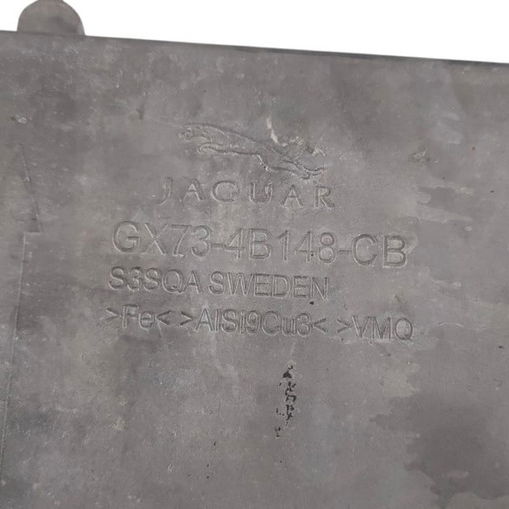 JAGUAR
GX73-4B148-CB
S3SQA SWEDEN
>Fe< >AlSi9Cu3< >VMQ